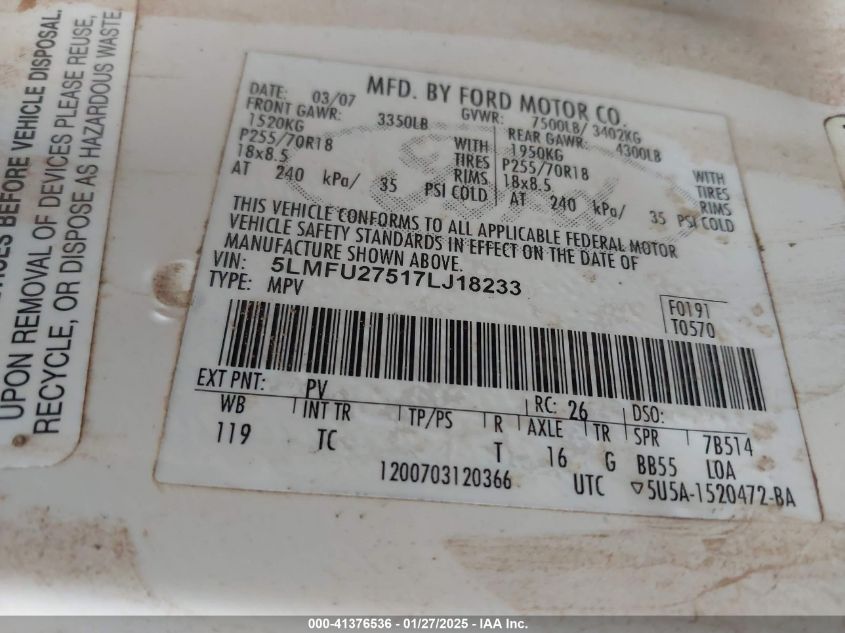 ICES BEFORE VEHICLE DISPOSAL.
UPON REMOVAL OF DEVICES PLEASE REUSE,
RECYCLE, OR DISPOSE AS HAZARDOUS WASTE.
MFD. BY FORD MOTOR CO.
DATE: 03/07 GVWR: 7500LB/ 3402KG
FRONT GAWR: 3350LB REAR GAWR: 4300LB
1520KG WITH 1950KG WITH
P255/70R18 TIRES P255/70R18 TIRES
18x8.5 RIMS 18x8.5 RIMS
AT 240 kPa/ 35 PSI COLD AT 240 kPa/ 35 PSI COLD
THIS VEHICLE CONFORMS TO ALL APPLICABLE FEDERAL MOTOR
VEHICLE SAFETY STANDARDS IN EFFECT ON THE DATE OF
MANUFACTURE SHOWN ABOVE.
VIN: 5LMFU27517LJ18233
TYPE: MPV
F0191
T0570
EXT PNT: PV RC: 26 DSO:
WB INT TR TP/PS R AXLE TR SPR 7B514
119 TC T 16 G BB55 LOA
1200703120366 UTC ▽5U5A-1520472-BA
000-41376536 - 01/27/2025 - IAA Inc.